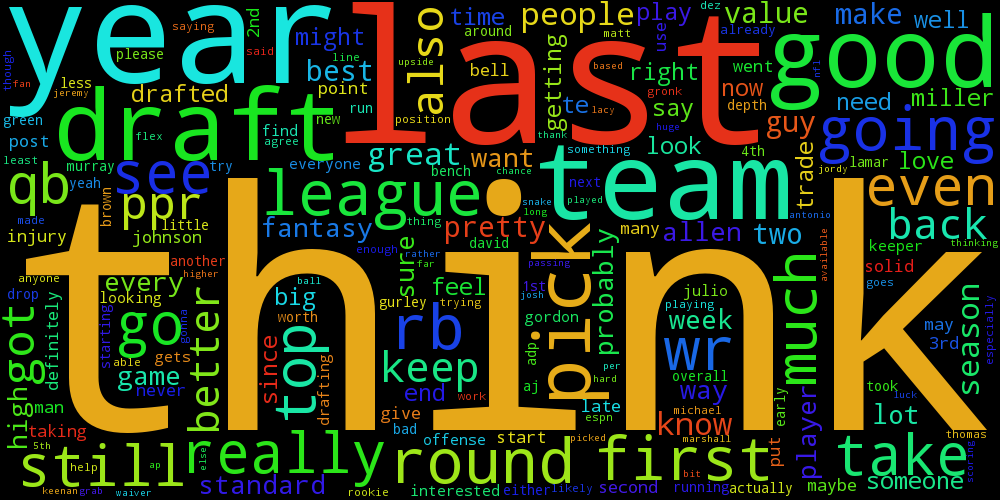 think
last
year
good
draft
team
pick
first
league
going
round
really
still
take
see
go
qb
rb
wr
ppr
top
much
back
even
also
people
time
might
best
saying
2nd
please
though
fan
jeremy
said
line
less
drafted
point
run
new
position
upside
around
bell
matt
dez
already
play
use
value
went
make
well
green
post
least
murray
yeah
try
flex
find
agree
everyone
great
bench
want
getting
based
te
gronk
lacy
right
say
huge
now
depth
nfl
guy
need
miller
chance
thank
something
look
4th
trade
lamar
love
jordy
made
brown
little
injury
johnson
another
higher
anyone
fantasy
thing
david
pretty
snake
long
next
played
many
allen
two
antonio
available
keeper
solid
thinking
goes
drop
every
looking
definitely
starting
able
gets
gonna
never
game
better
high
got
man
taking
5th
help
keenan
grab
waiver
ap
else
standard
rookie
enough
rather
far
sure
feel
ball
big
worth
since
drafting
gurley
trying
keep
end
work
give
bad
offense
start
interested
either
likely
passing
1st
josh
gordon
adp
aj
probably
per
hard
late
espn
picked
second
julio
playing
week
overall
way
michael
know
marshall
bit
running
actually
put
early
player
maybe
season
may
3rd
especially
took
luck
lot
thomas
someone
scoring